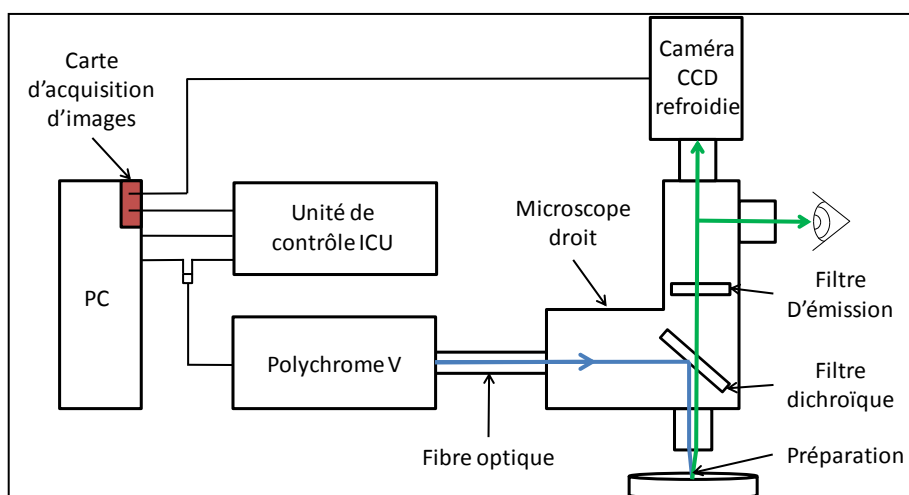 Carte
d'acquisition
d'images
Caméra
CCD
refroidie
Microscope
droit
Unité de
contrôle ICU
PC
Filtre
D'émission
Polychrome V
Filtre
dichroïque
Fibre optique
Préparation